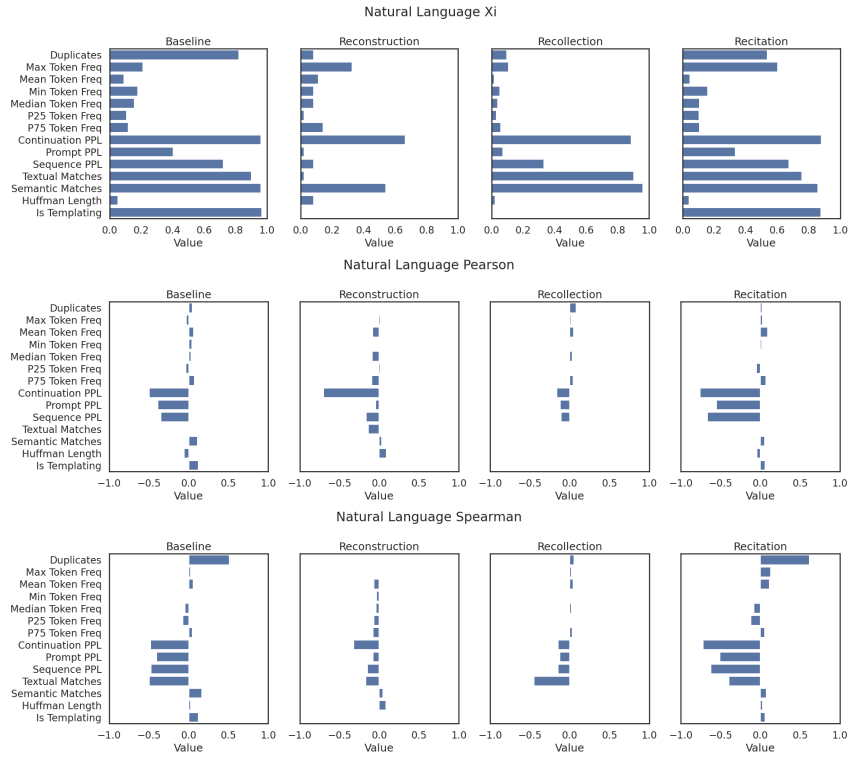 Natural Language Xi
Baseline
Reconstruction
Recollection
Recitation
Duplicates
Max Token Freq
Mean Token Freq
Min Token Freq
Median Token Freq
P25 Token Freq
P75 Token Freq
Continuation PPL
Prompt PPL
Sequence PPL
Textual Matches
Semantic Matches
Huffman Length
Is Templating
0.0 0.2 0.4 0.6 0.8 1.0
0.0 0.2 0.4 0.6 0.8 1.0
0.0 0.2 0.4 0.6 0.8 1.0
0.0 0.2 0.4 0.6 0.8 1.0
Value
Value
Value
Value
Natural Language Pearson
Baseline
Reconstruction
Recollection
Recitation
Duplicates
Max Token Freq
Mean Token Freq
Min Token Freq
Median Token Freq
P25 Token Freq
P75 Token Freq
Continuation PPL
Prompt PPL
Sequence PPL
Textual Matches
Semantic Matches
Huffman Length
Is Templating
−1.0 −0.5 0.0 0.5 1.0
−1.0 −0.5 0.0 0.5 1.0
−1.0 −0.5 0.0 0.5 1.0
−1.0 −0.5 0.0 0.5 1.0
Value
Value
Value
Value
Natural Language Spearman
Baseline
Reconstruction
Recollection
Recitation
Duplicates
Max Token Freq
Mean Token Freq
Min Token Freq
Median Token Freq
P25 Token Freq
P75 Token Freq
Continuation PPL
Prompt PPL
Sequence PPL
Textual Matches
Semantic Matches
Huffman Length
Is Templating
−1.0 −0.5 0.0 0.5 1.0
−1.0 −0.5 0.0 0.5 1.0
−1.0 −0.5 0.0 0.5 1.0
−1.0 −0.5 0.0 0.5 1.0
Value
Value
Value
Value